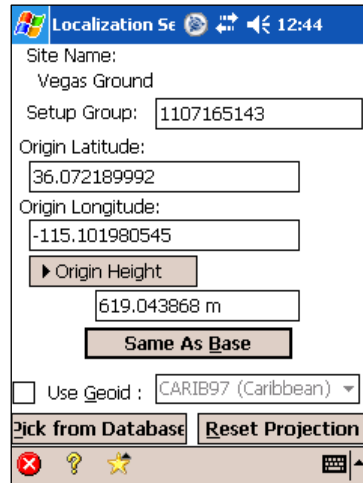 Localization Se 12:44
Site Name:
Vegas Ground
Setup Group: 1107165143
Origin Latitude:
36.072189992
Origin Longitude:
-115.101980545
Origin Height
619.043868 m
Same As Base
Use Geoid : CARIB97 (Caribbean)
Pick from Database Reset Projection